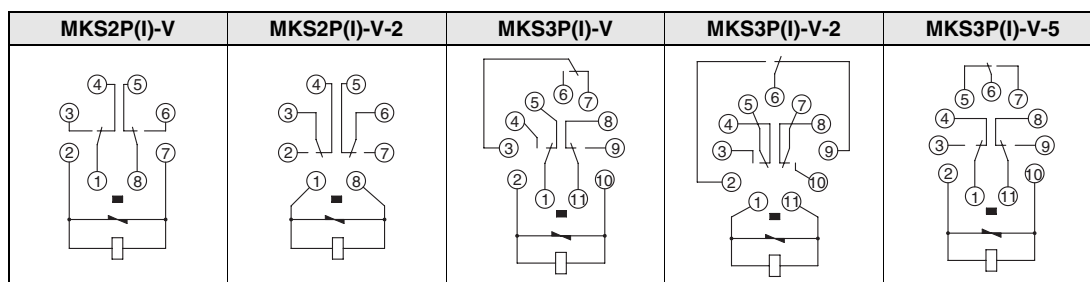 MKS2P(I)-V MKS2P(I)-V-2 MKS3P(I)-V MKS3P(I)-V-2 MKS3P(I)-V-5
4 5 3 6 2 7 1 8
4 5 3 6 2 7 1 8
6 7 5 4 8 3 9 2 10 1 11
6 5 7 4 8 3 9 2 10 1 11
5 6 7 4 8 3 9 2 10 1 11